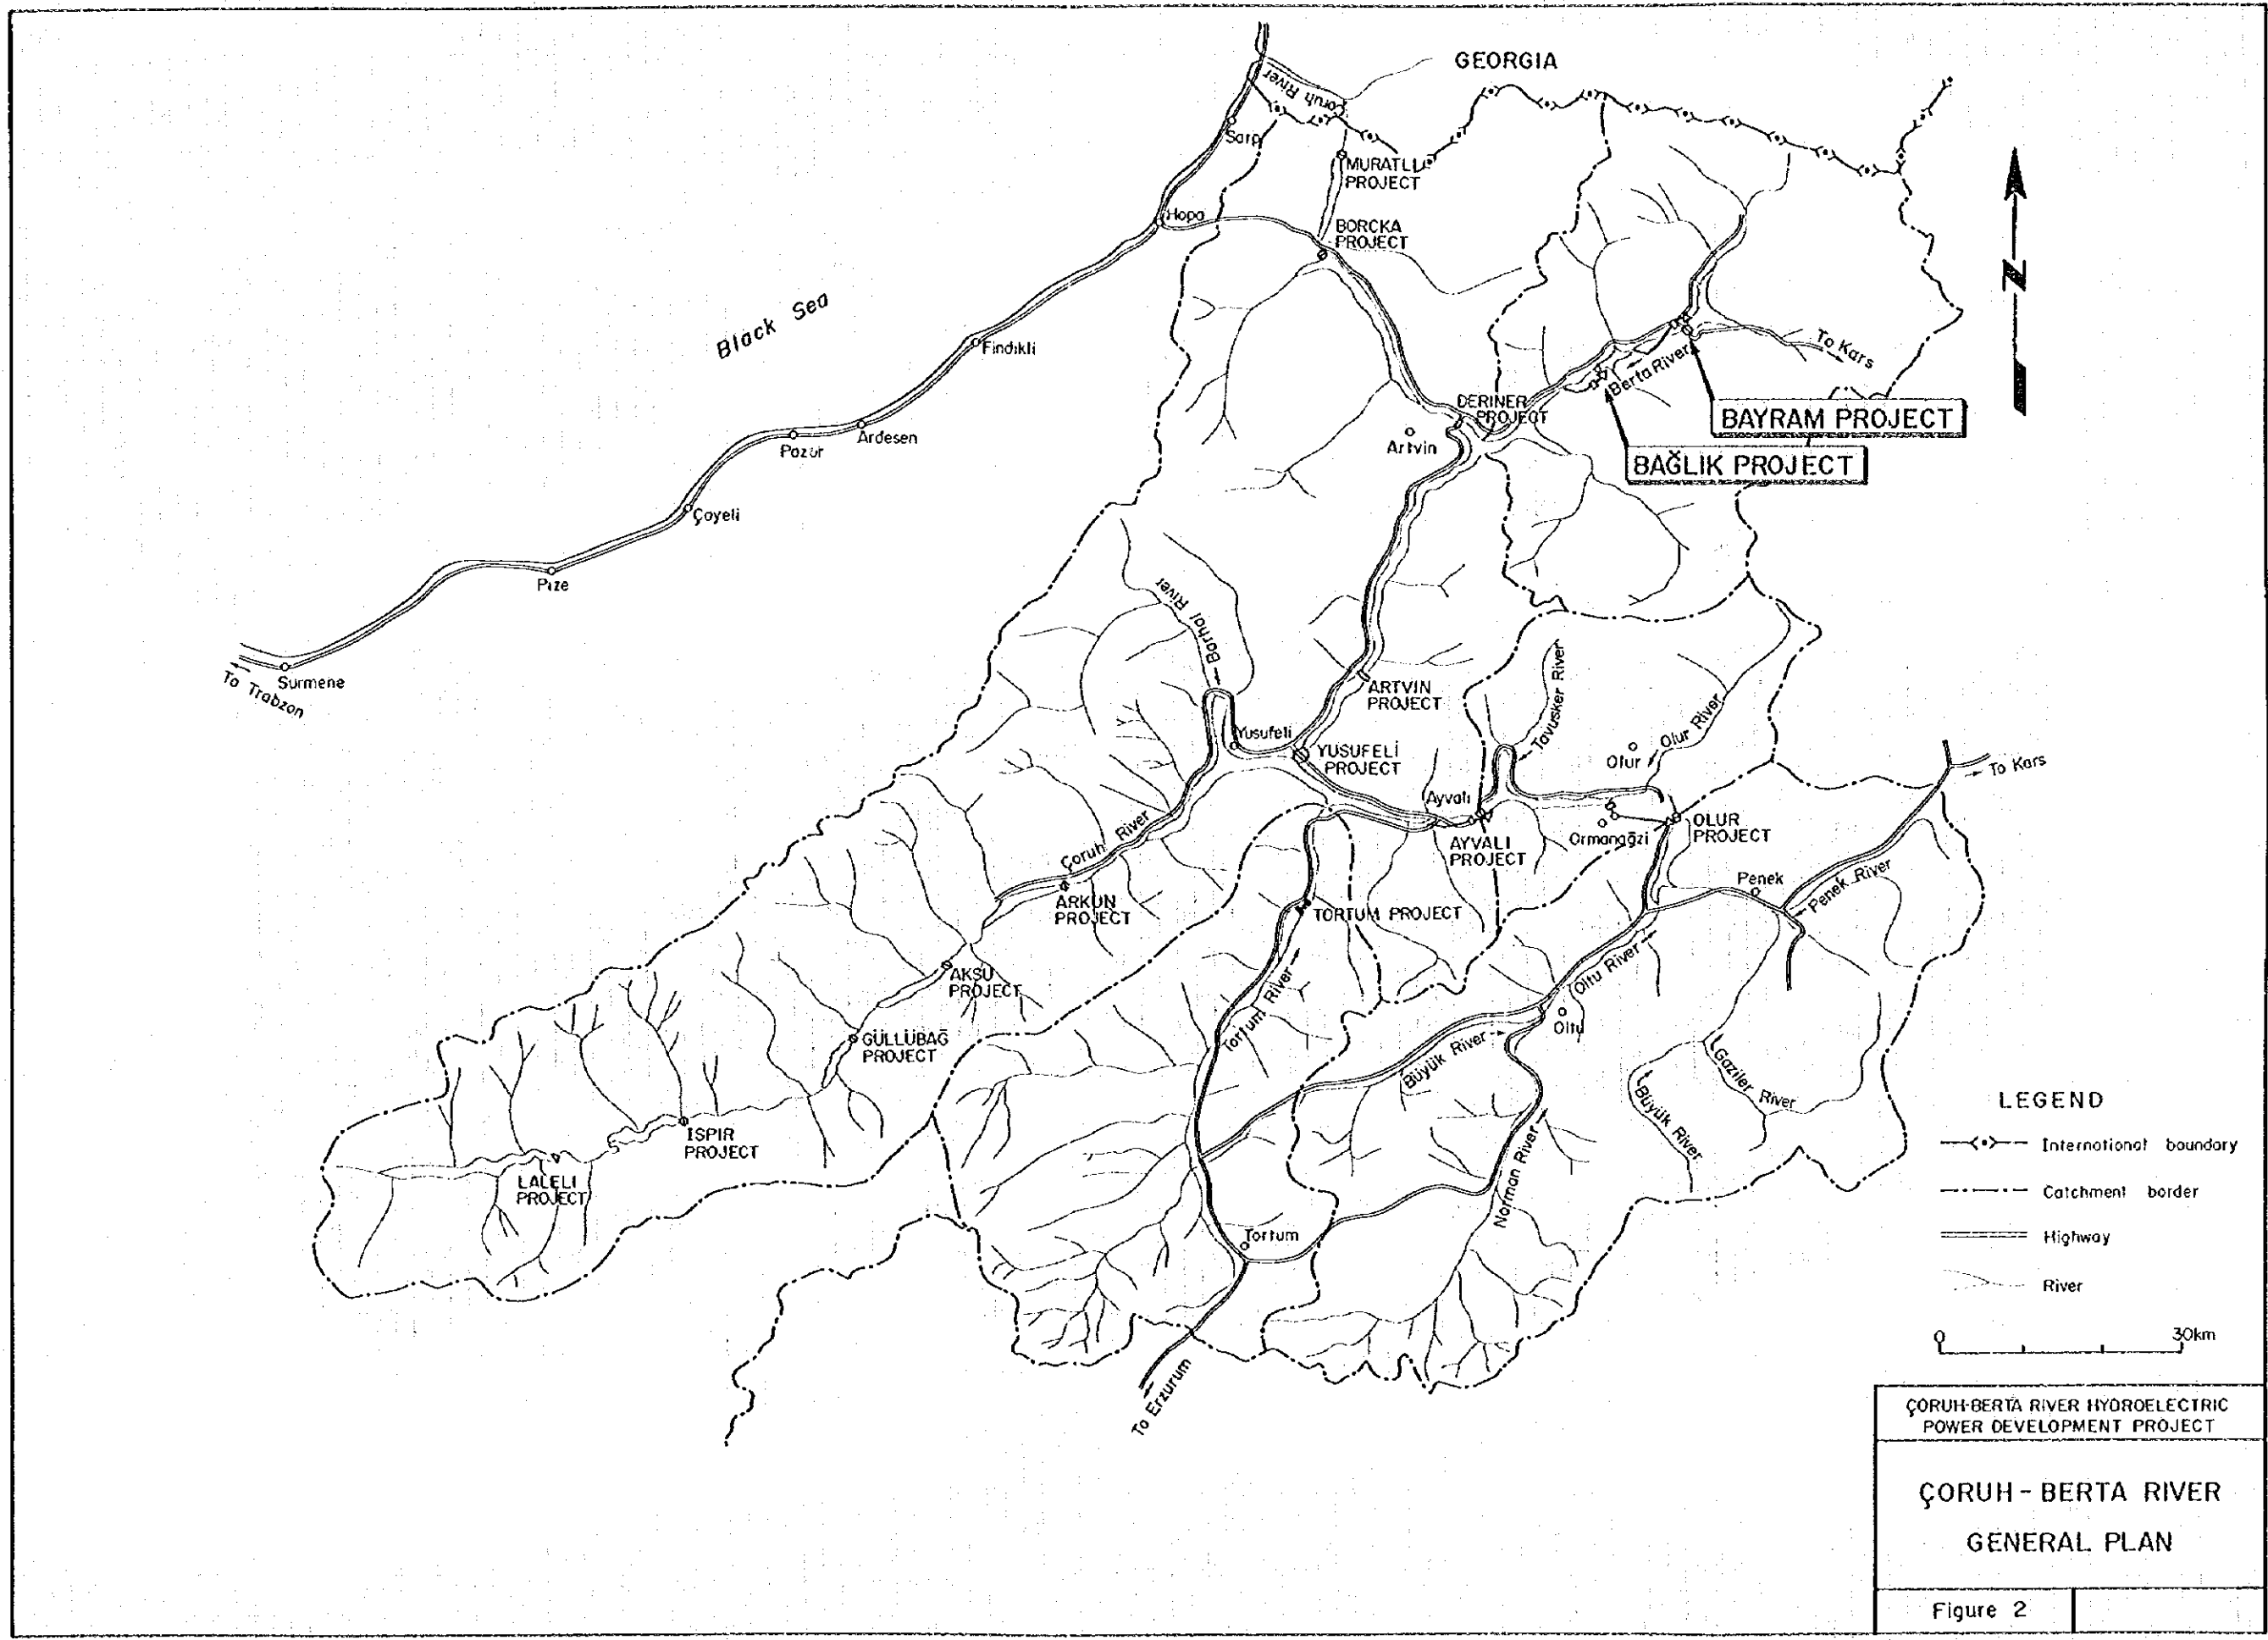 GEORGIA
Çoruh River
Sarp
MURATLI
PROJECT
Hopa
BORCKA
PROJECT
Black Sea
Findikli
To Kars
Berta River
DERINER
PROJECT
BAYRAM PROJECT
Ardesen
Pazar
Artvin
BAĞLIK PROJECT
Çayeli
Pize
Barhal River
Surmene
To Trabzon
ARTVIN
PROJECT
Tavusker River
Olur River
Yusufeli
YUSUFELİ
PROJECT
Olur
To Kars
Ayvalı
Çoruh River
AYVALI
PROJECT
Ormanağzi
OLUR
PROJECT
ARKUN
PROJECT
TORTUM PROJECT
Penek
Penek River
AKSU
PROJECT
Tortum River
Oltu River
Oltu
GÜLLÜBAĞ
PROJECT
Büyük River
Gaziler River
Büyük River
ISPIR
PROJECT
LALELI
PROJECT
Norman River
Tortum
To Erzurum
N
LEGEND
International boundary
Catchment border
Highway
River
0 30km
ÇORUH-BERTA RIVER HYDROELECTRIC
POWER DEVELOPMENT PROJECT
ÇORUH - BERTA RIVER
GENERAL PLAN
Figure 2